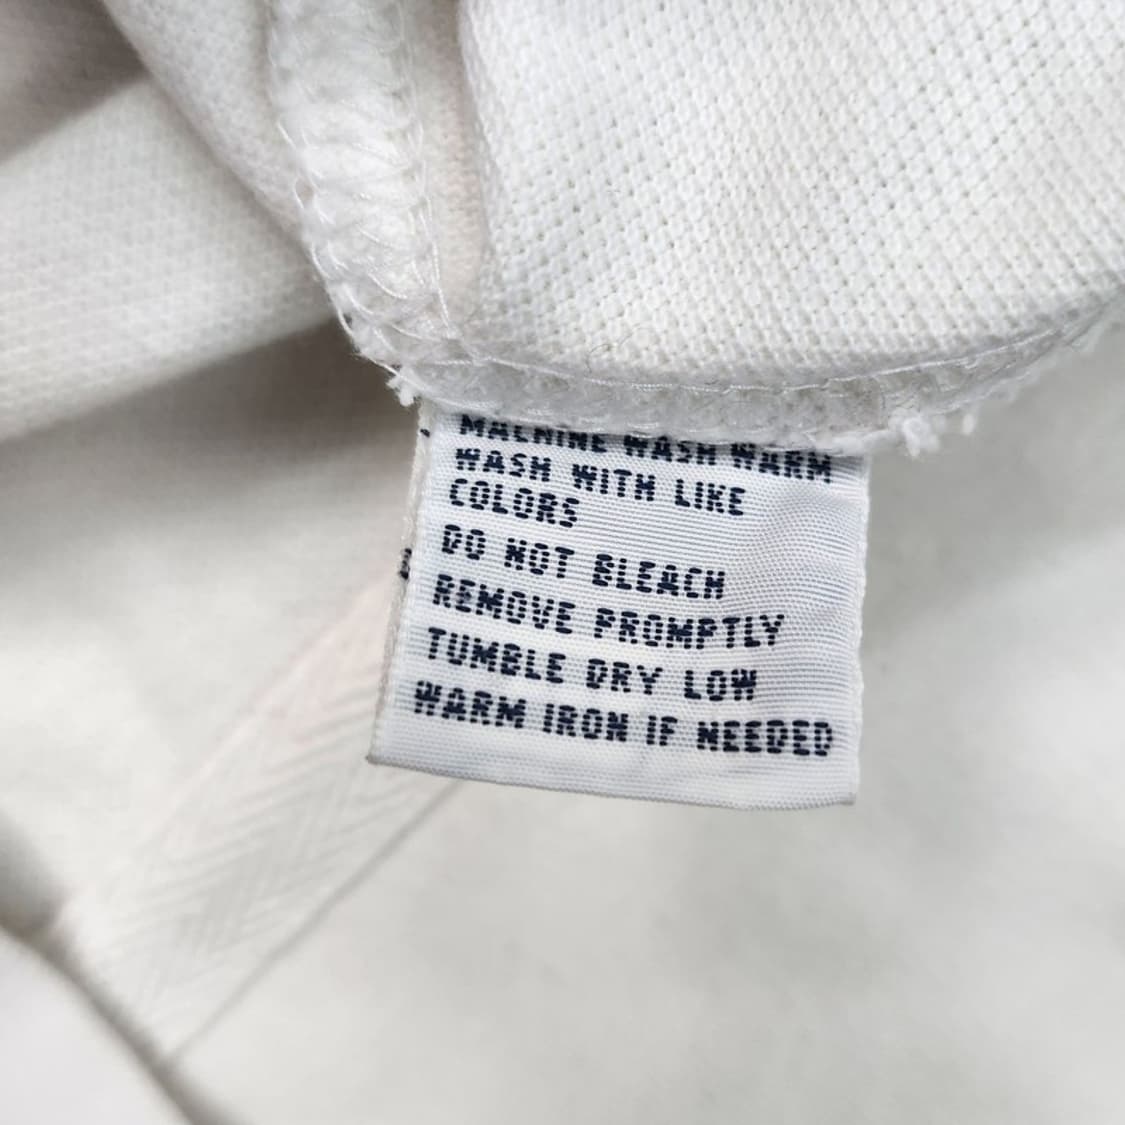 MACHINE WASH WARM
WASH WITH LIKE
COLORS
DO NOT BLEACH
REMOVE PROMPTLY
TUMBLE DRY LOW
WARM IRON IF NEEDED